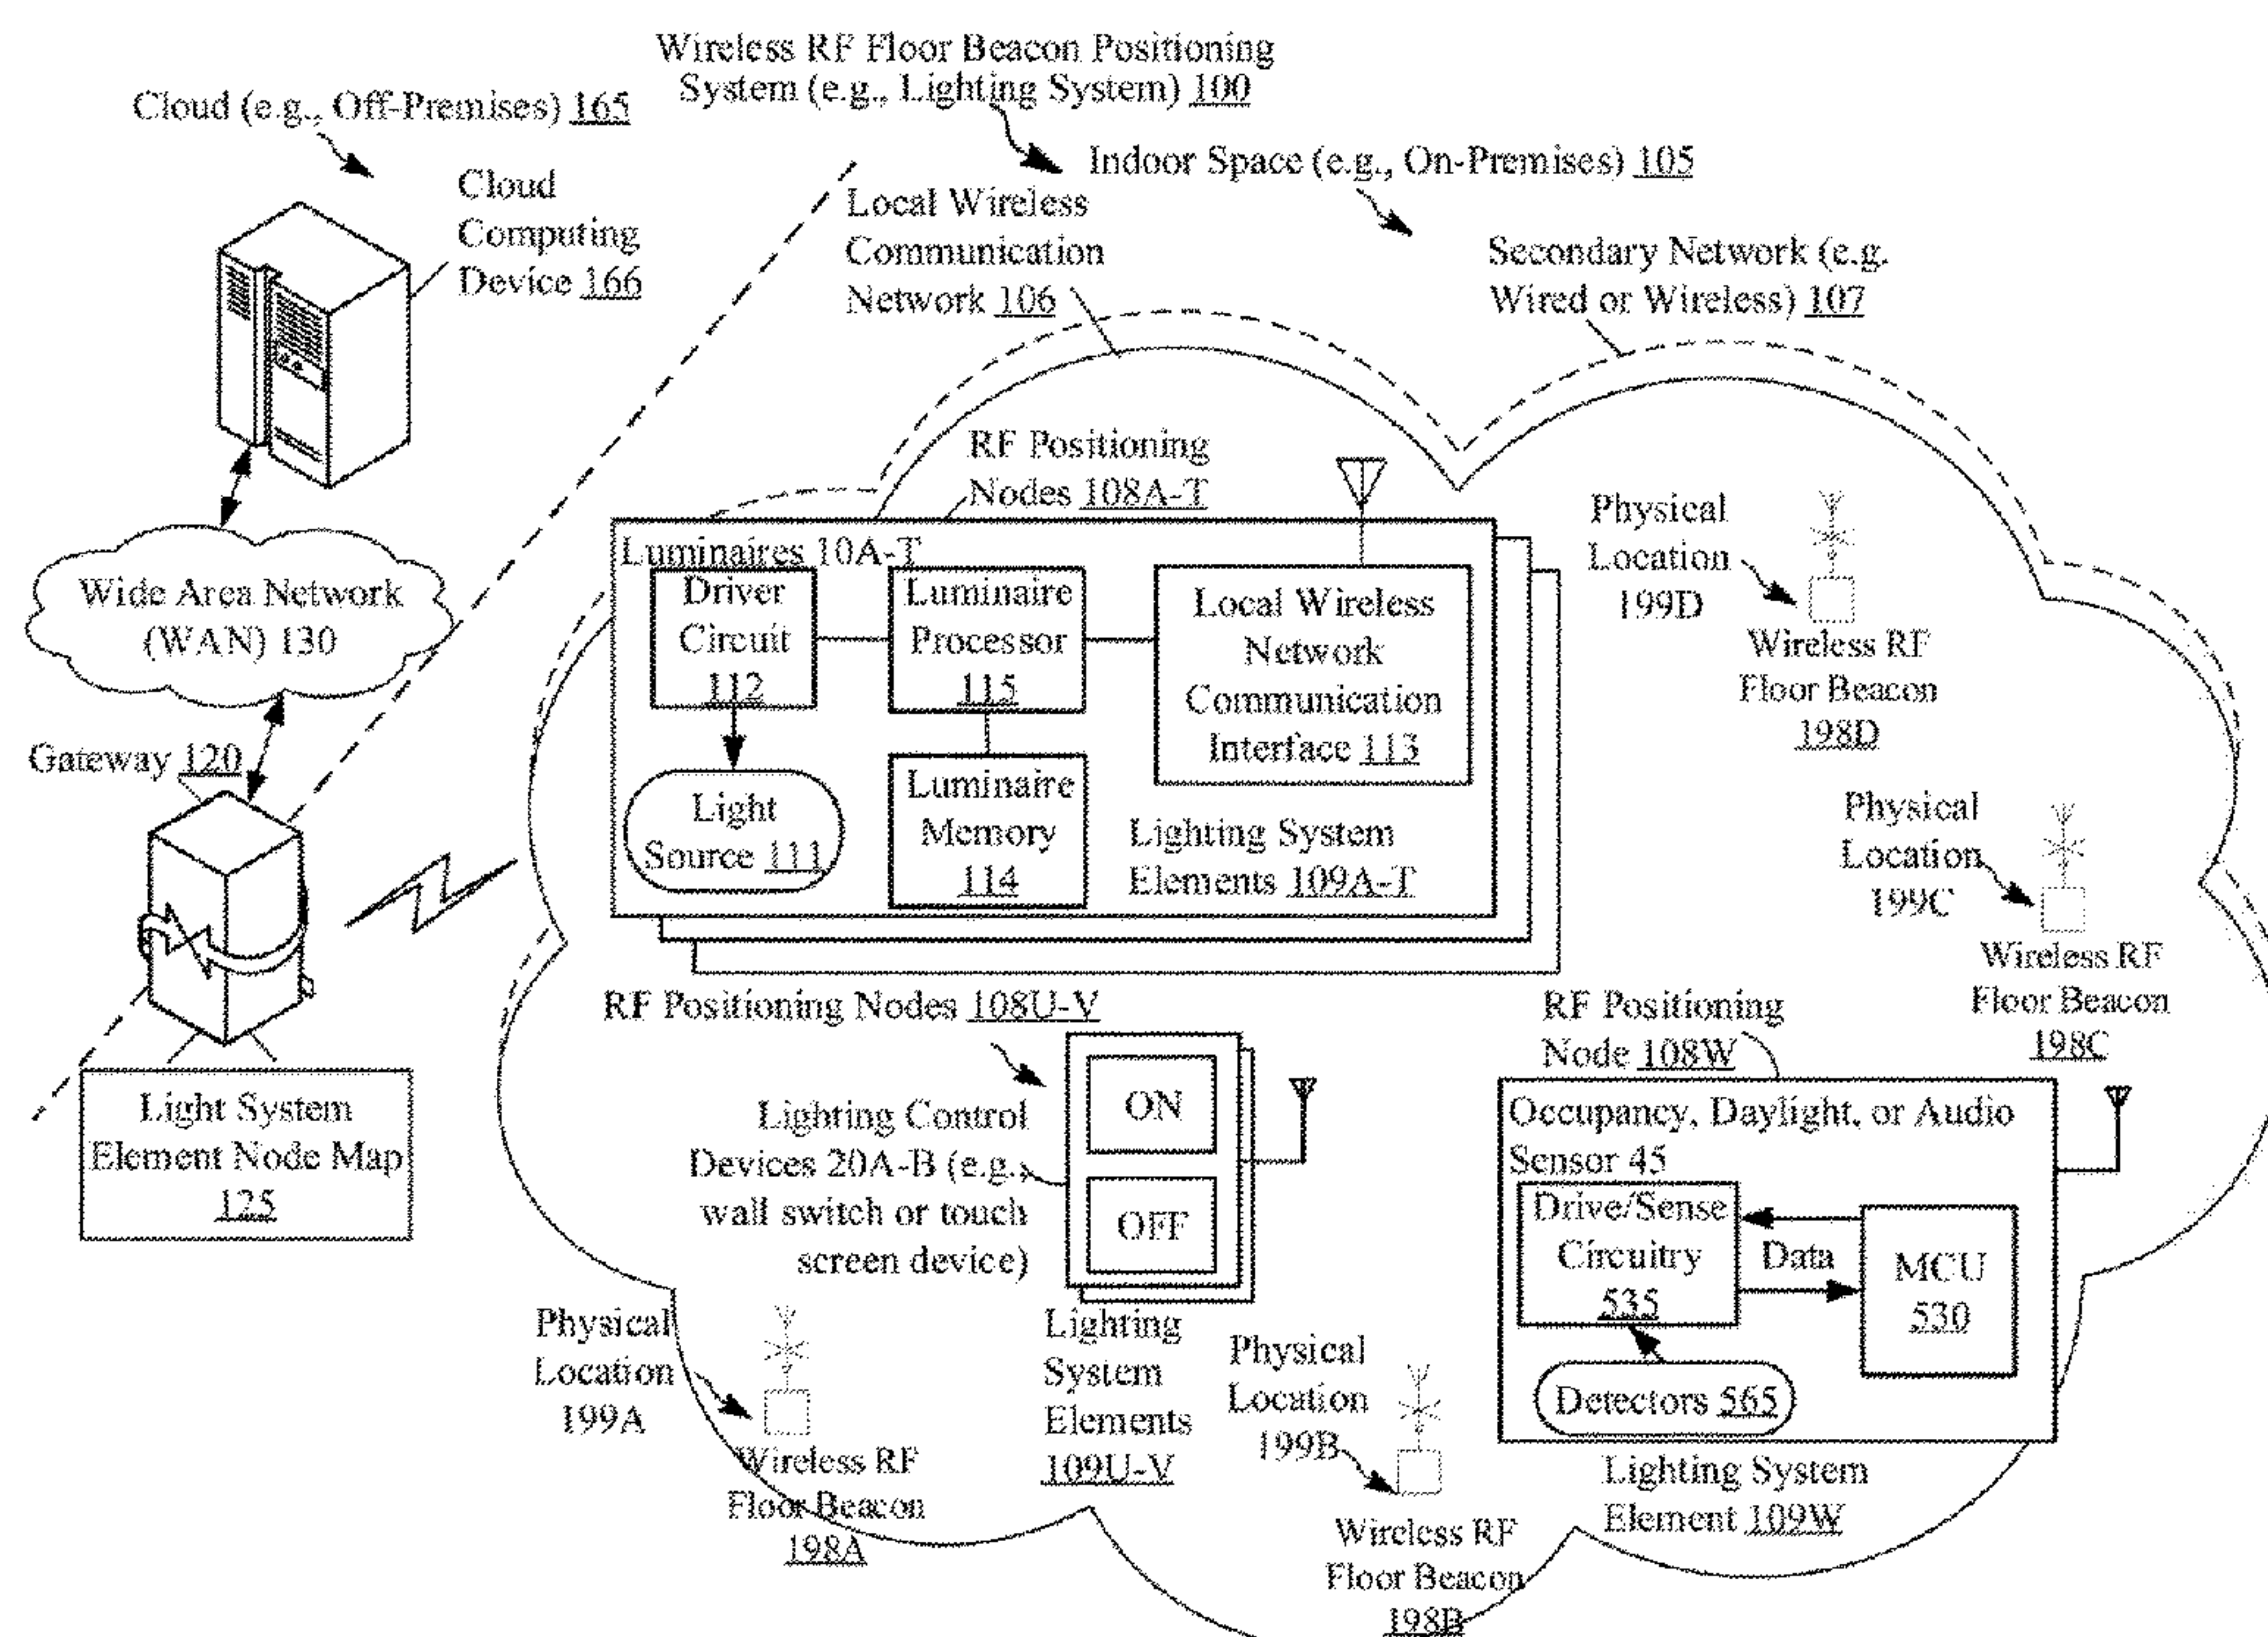 Wireless RF Floor Beacon Positioning
System (e.g., Lighting System) 100
Cloud (e.g., Off-Premises) 165
Indoor Space (e.g., On-Premises) 105
Cloud
Computing
Device 166
Local Wireless
Communication
Network 106
Secondary Network (e.g.
Wired or Wireless) 107
RF Positioning
Nodes 108A-T
Luminaires 10A-T
Driver
Circuit
112
Luminaire
Processor
115
Local Wireless
Network
Communication
Interface 113
Light
Source 111
Luminaire
Memory
114
Lighting System
Elements 109A-T
Physical
Location
199D
Wireless RF
Floor Beacon
198D
Wide Area Network
(WAN) 130
Gateway 120
Physical
Location
199C
Wireless RF
Floor Beacon
198C
Light System
Element Node Map
125
RF Positioning Nodes 108U-V
ON
OFF
Lighting Control
Devices 20A-B (e.g.,
wall switch or touch
screen device)
Lighting
System
Elements
109U-V
RF Positioning
Node 108W
Occupancy, Daylight, or Audio
Sensor 45
Drive/Sense
Circuitry
535
Data
MCU
530
Detectors 565
Lighting System
Element 109W
Physical
Location
199A
Wireless RF
Floor Beacon
198A
Physical
Location
199B
Wireless RF
Floor Beacon
198B